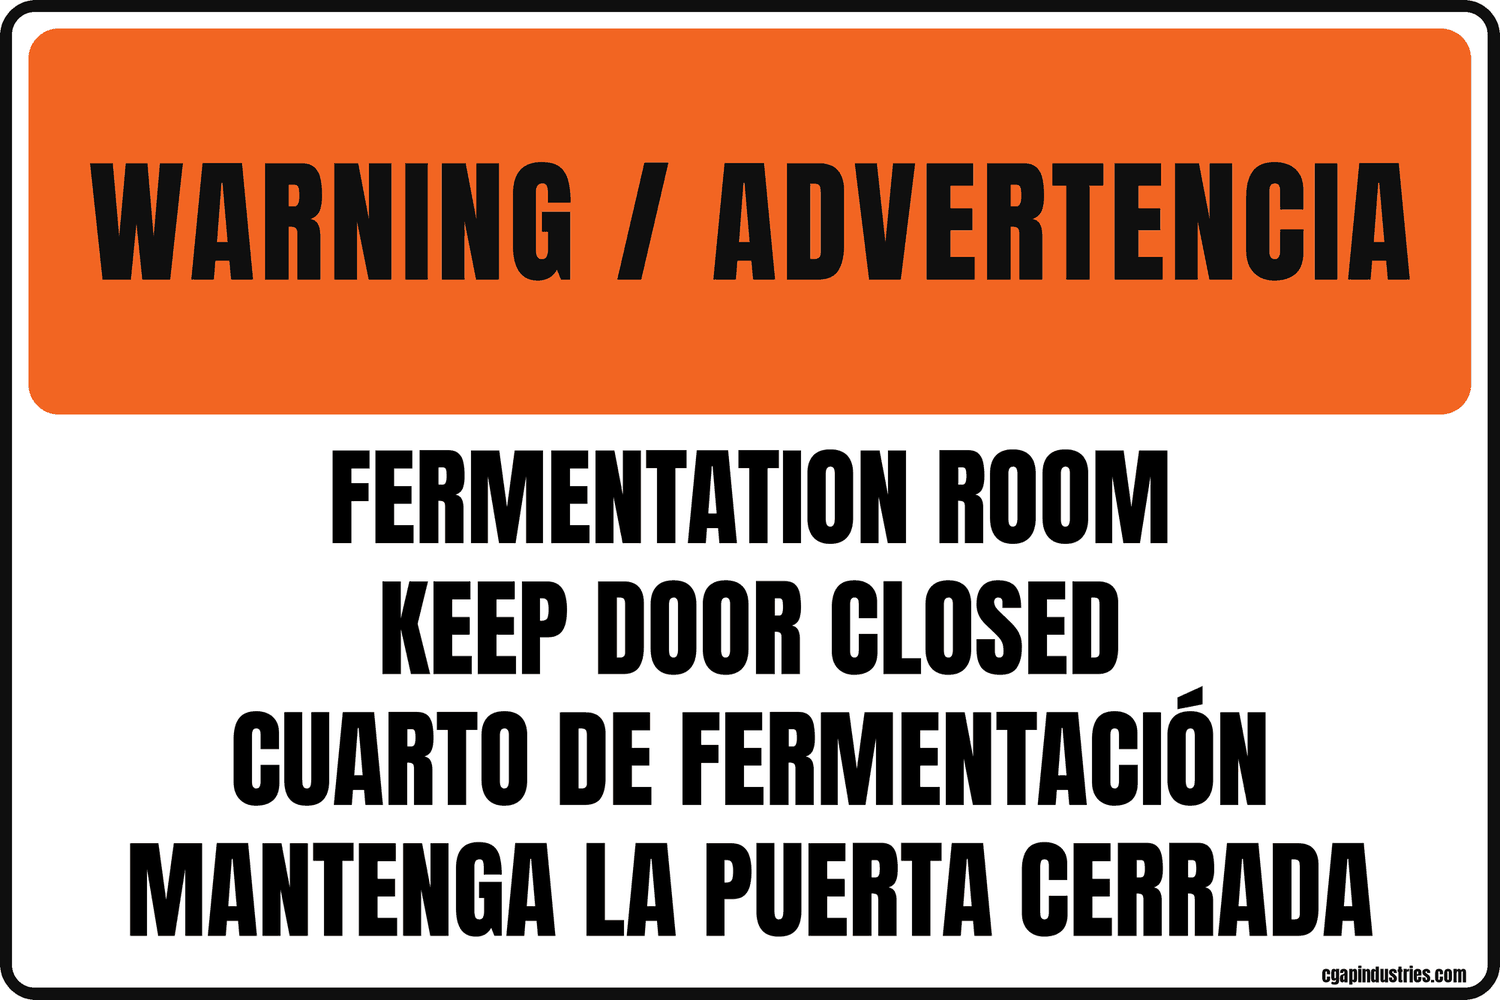 WARNING / ADVERTENCIA
FERMENTATION ROOM
KEEP DOOR CLOSED
CUARTO DE FERMENTACIÓN
MANTENGA LA PUERTA CERRADA
cgapindustries.com